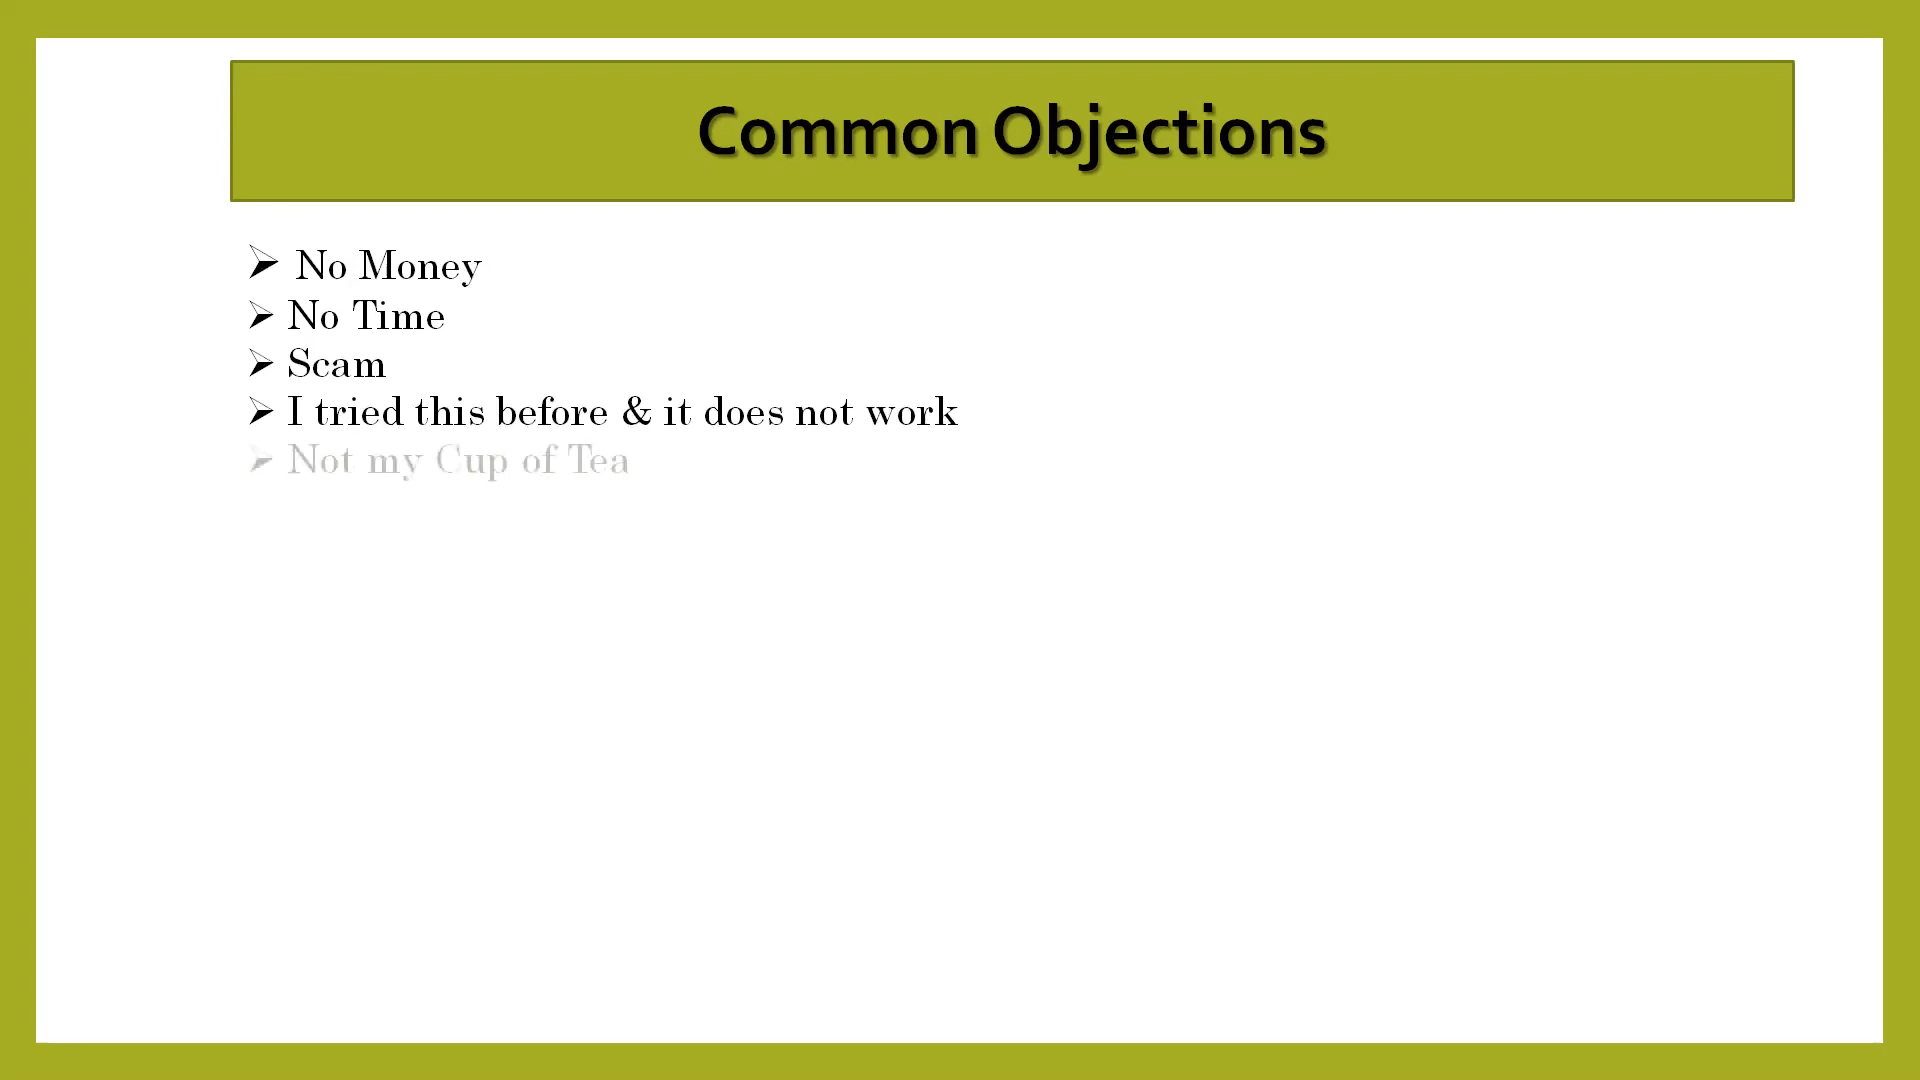 Common Objections
➢ No Money
➢ No Time
➢ Scam
➢ I tried this before & it does not work
➢ Not my Cup of Tea